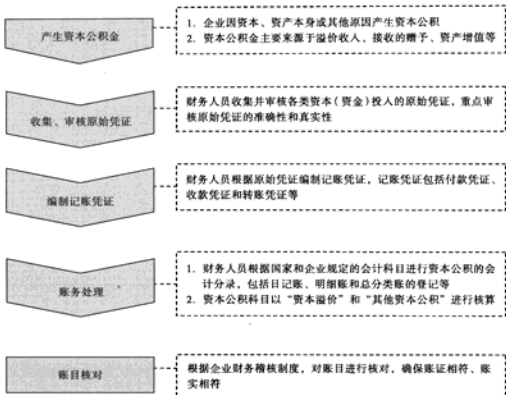 产生资本公积金
1. 企业因资本、资产本身或其他原因产生资本公积
2. 资本公积金主要来源于溢价收入、接收的赠予、资产增值等
收集、审核原始凭证
财务人员收集并审核各类资本(资金)投入的原始凭证，重点审
核原始凭证的准确性和真实性
编制记账凭证
财务人员根据原始凭证编制记账凭证，记账凭证包括付款凭证、
收款凭证和转账凭证等
账务处理
1. 财务人员根据国家和企业规定的会计科目进行资本公积的会
计分录，包括日记账、明细账和总分类账的登记等
2. 资本公积科目以“资本溢价”和“其他资本公积”进行核算
账目核对
根据企业财务稽核制度，对账目进行核对，确保账证相符、账
实相符